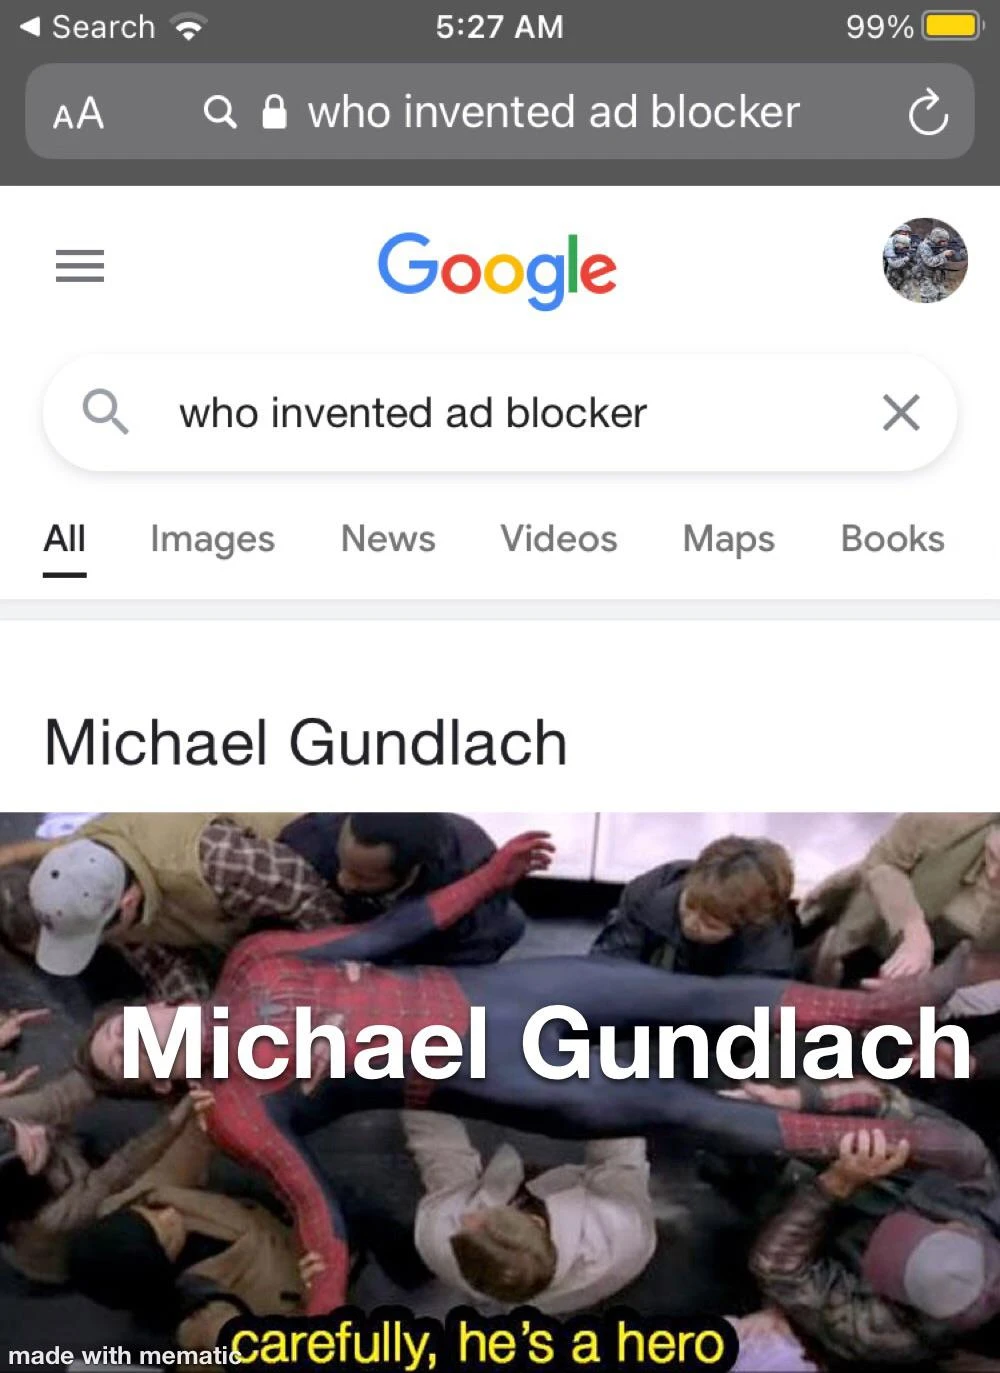 Search
5:27 AM
99%
AA
who invented ad blocker
Google
who invented ad blocker
All Images News Videos Maps Books
Michael Gundlach
Michael Gundlach
carefully, he's a hero
made with mematic